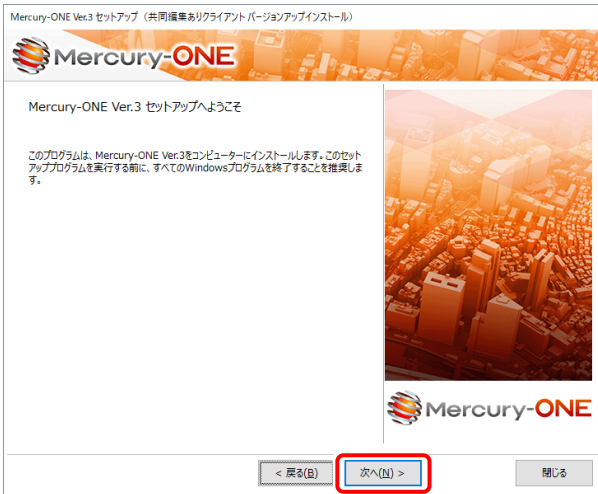 Mercury-ONE Ver.3 セットアップ（共同編集ありクライアント バージョンアップインストール）
Mercury-ONE
Mercury-ONE Ver.3 セットアップへようこそ
このプログラムは、Mercury-ONE Ver.3をコンピューターにインストールします。このセット
アッププログラムを実行する前に、すべてのWindowsプログラムを終了することを推奨しま
す。
Mercury-ONE
< 戻る(B)
次へ(N) >
閉じる